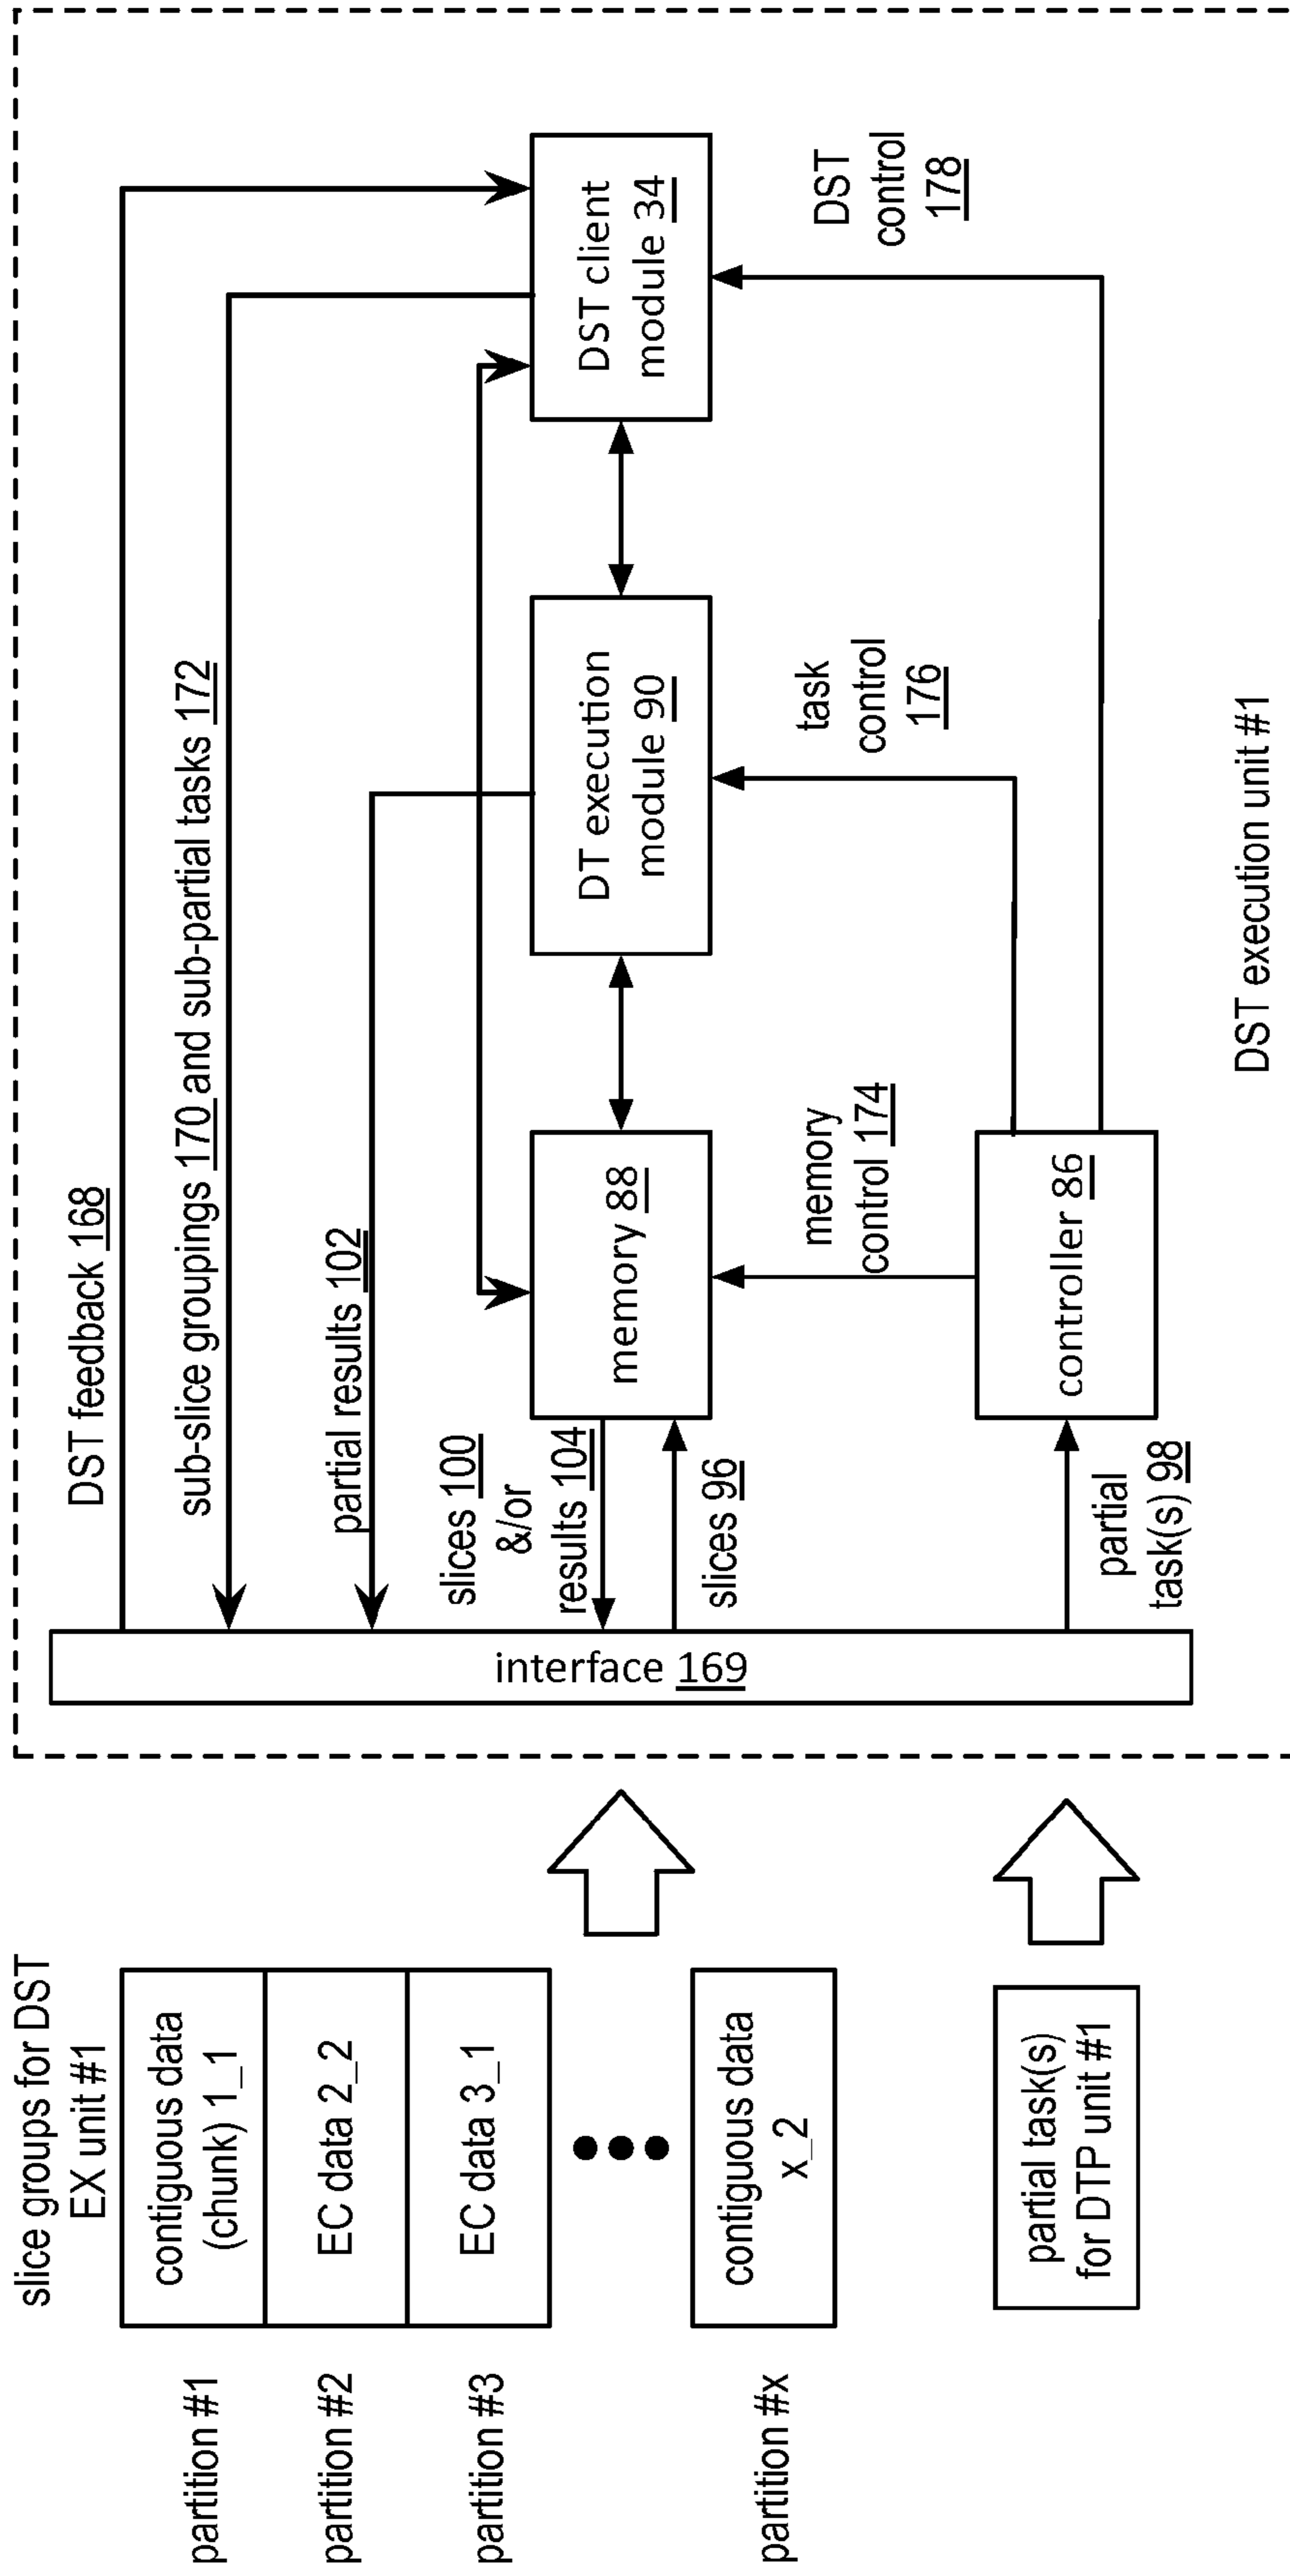 slice groups for DST
EX unit #1
partition #1
contiguous data
(chunk) 1_1
partition #2
EC data 2_2
partition #3
EC data 3_1
partition #x
contiguous data
x_2
partial task(s)
for DTP unit #1
interface 169
DST feedback 168
sub-slice groupings 170 and sub-partial tasks 172
partial results 102
slices 100
&/or
results 104
slices 96
partial
task(s) 98
memory 88
DT execution
module 90
DST client
module 34
memory
control 174
task
control
176
DST
control
178
controller 86
DST execution unit #1